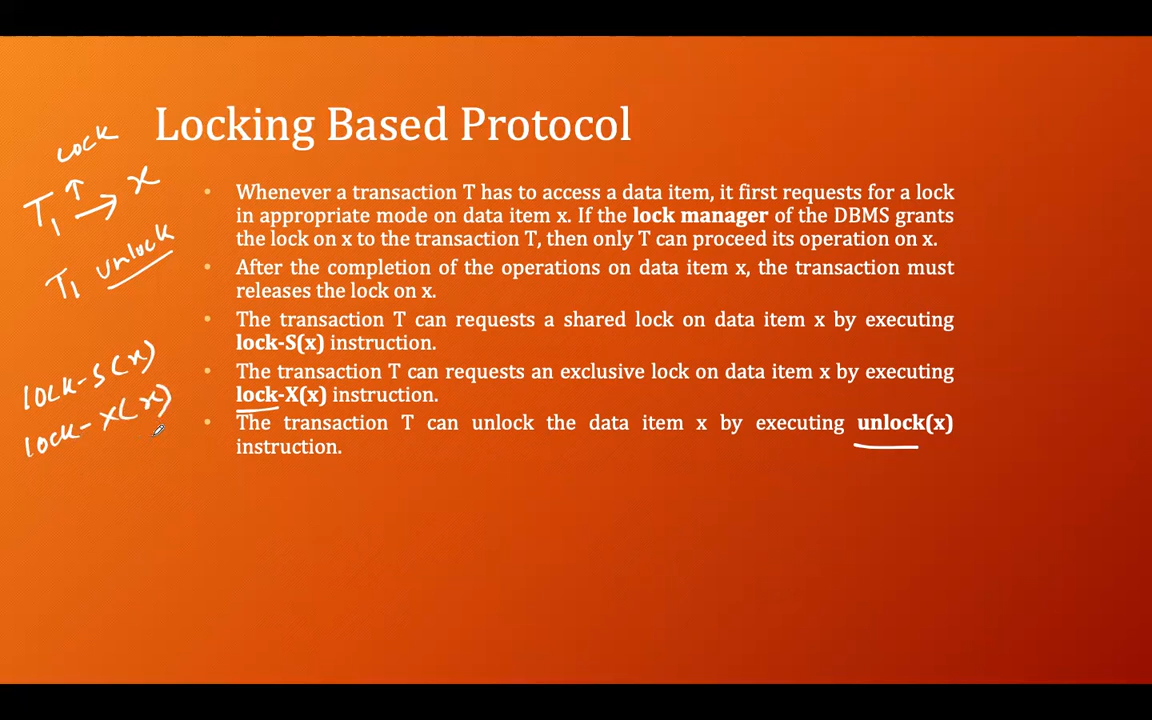 Locking Based Protocol
Lock
T1 → x
T1 unlock
lock-S(x)
lock-X(x)
• Whenever a transaction T has to access a data item, it first requests for a lock
in appropriate mode on data item x. If the lock manager of the DBMS grants
the lock on x to the transaction T, then only T can proceed its operation on x.
• After the completion of the operations on data item x, the transaction must
releases the lock on x.
• The transaction T can requests a shared lock on data item x by executing
lock-S(x) instruction.
• The transaction T can requests an exclusive lock on data item x by executing
lock-X(x) instruction.
• The transaction T can unlock the data item x by executing unlock(x)
instruction.